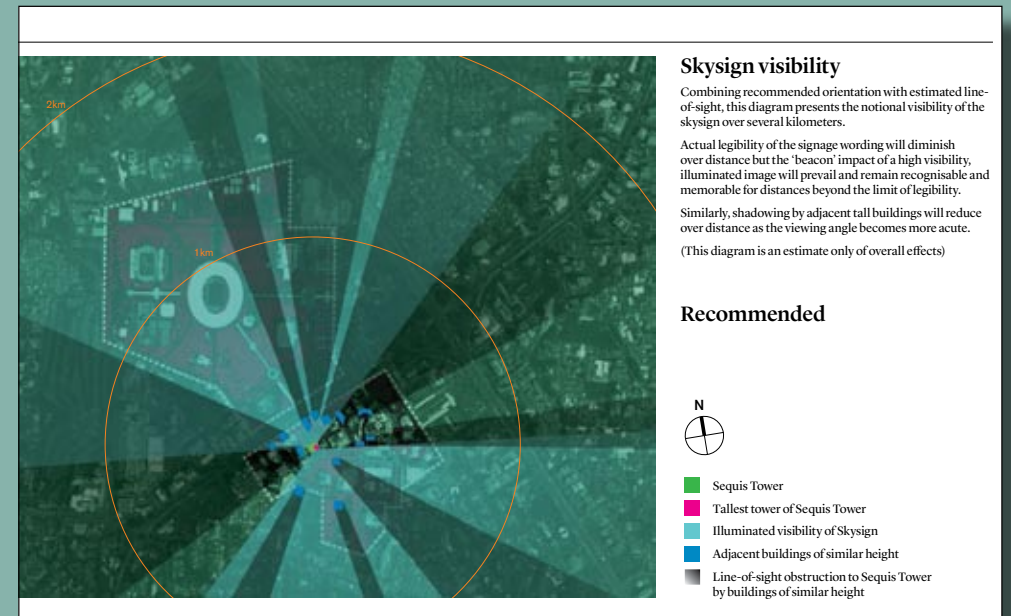 Skysign visibility
Combining recommended orientation with estimated line-
of-sight, this diagram presents the notional visibility of the
skysign over several kilometers.
Actual legibility of the signage wording will diminish
over distance but the ‘beacon’ impact of a high visibility,
illuminated image will prevail and remain recognisable and
memorable for distances beyond the limit of legibility.
Similarly, shadowing by adjacent tall buildings will reduce
over distance as the viewing angle becomes more acute.
(This diagram is an estimate only of overall effects)
Recommended
2km
1km
N
Sequis Tower
Tallest tower of Sequis Tower
Illuminated visibility of Skysign
Adjacent buildings of similar height
Line-of-sight obstruction to Sequis Tower
by buildings of similar height